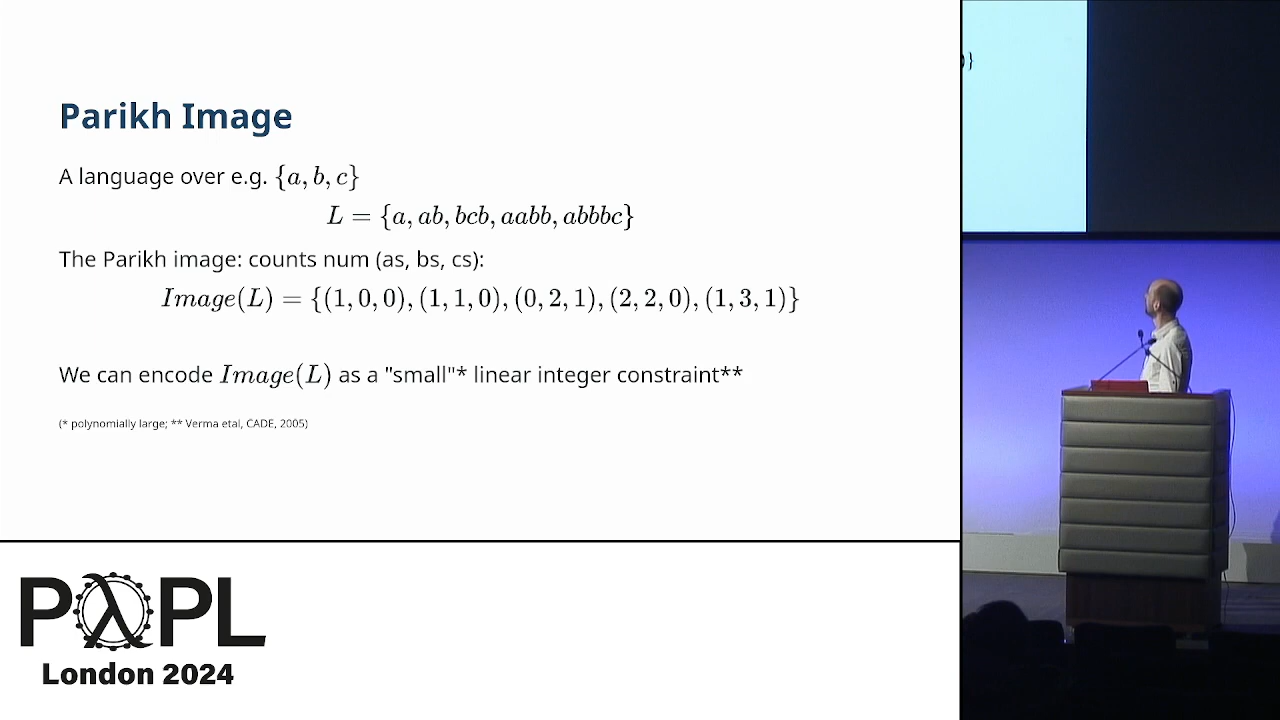 Parikh Image
A language over e.g. {a, b, c}
L = {a, ab, bcb, aabb, abbbc}
The Parikh image: counts num (as, bs, cs):
Image(L) = {(1, 0, 0), (1, 1, 0), (0, 2, 1), (2, 2, 0), (1, 3, 1)}
We can encode Image(L) as a "small"* linear integer constraint**
(* polynomially large; ** Verma etal, CADE, 2005)
PλPL
London 2024
)}